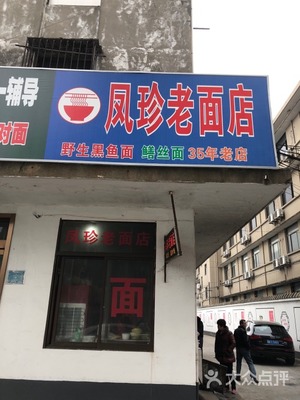 一辅导
对面
凤珍老面店
野生黑鱼面 鳝丝面 35年老店
凤珍老面店
面
大众点评